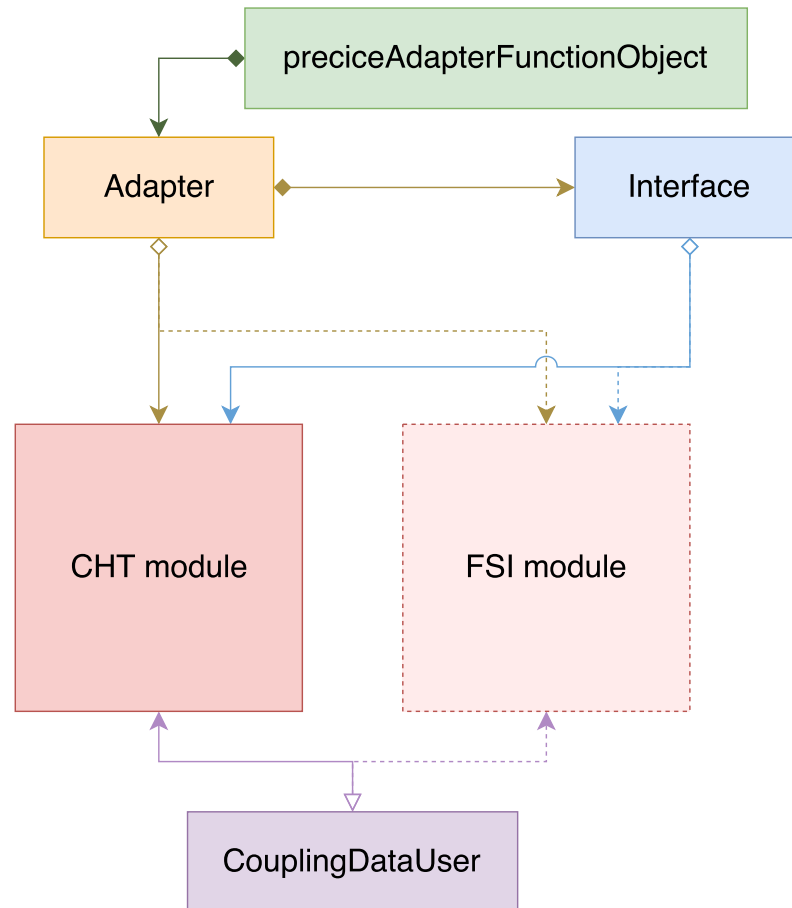 preciceAdapterFunctionObject
Adapter
Interface
CHT module
FSI module
CouplingDataUser